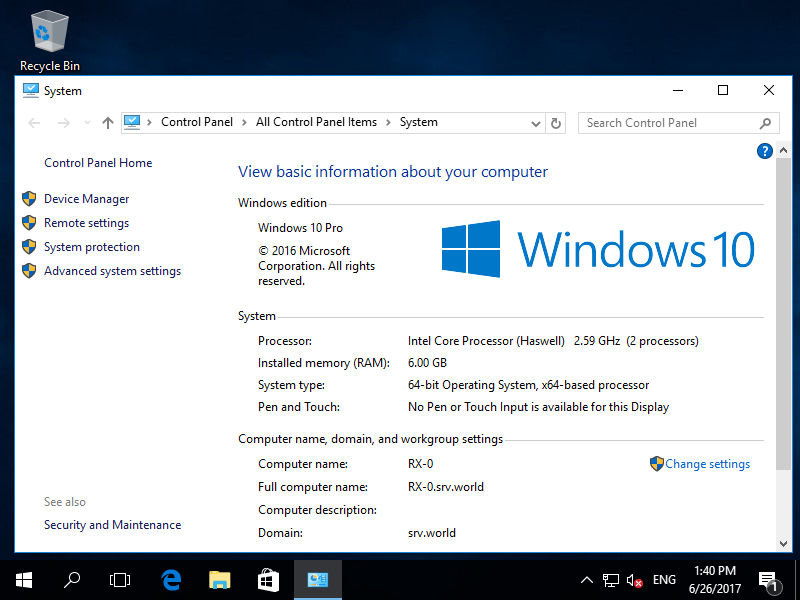 Recycle Bin
System
Control Panel > All Control Panel Items > System
Search Control Panel
Control Panel Home
Device Manager
Remote settings
System protection
Advanced system settings
See also
Security and Maintenance
?
View basic information about your computer
Windows edition
Windows 10 Pro
© 2016 Microsoft
Corporation. All rights
reserved.
Windows 10
System
Processor: Intel Core Processor (Haswell) 2.59 GHz (2 processors)
Installed memory (RAM): 6.00 GB
System type: 64-bit Operating System, x64-based processor
Pen and Touch: No Pen or Touch Input is available for this Display
Computer name, domain, and workgroup settings
Computer name: RX-0
Change settings
Full computer name: RX-0.srv.world
Computer description:
Domain: srv.world
ENG
1:40 PM
6/26/2017
1